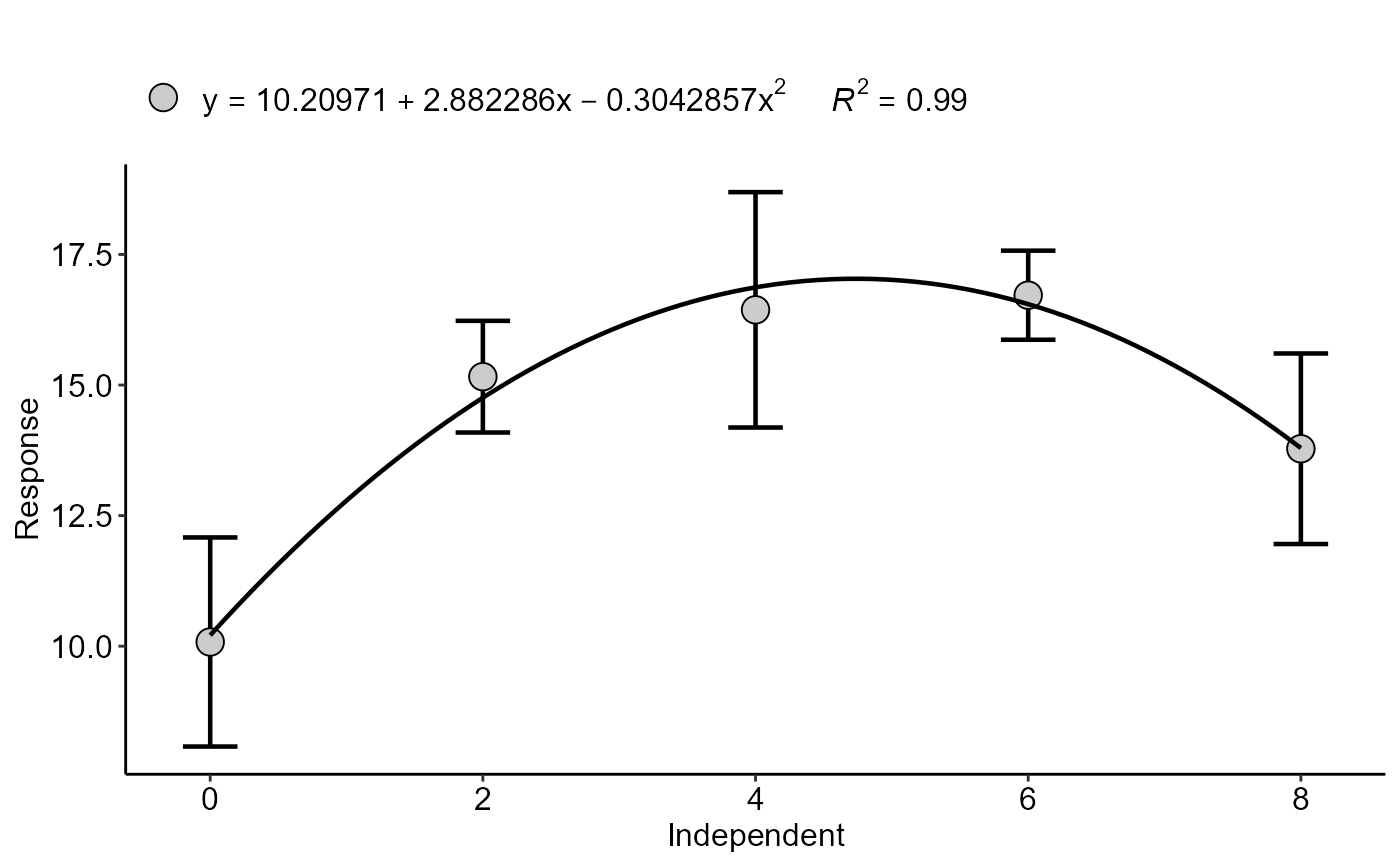 y = 10.20971 + 2.882286x − 0.3042857x² R² = 0.99
17.5
15.0
12.5
10.0
Response
0 2 4 6 8
Independent